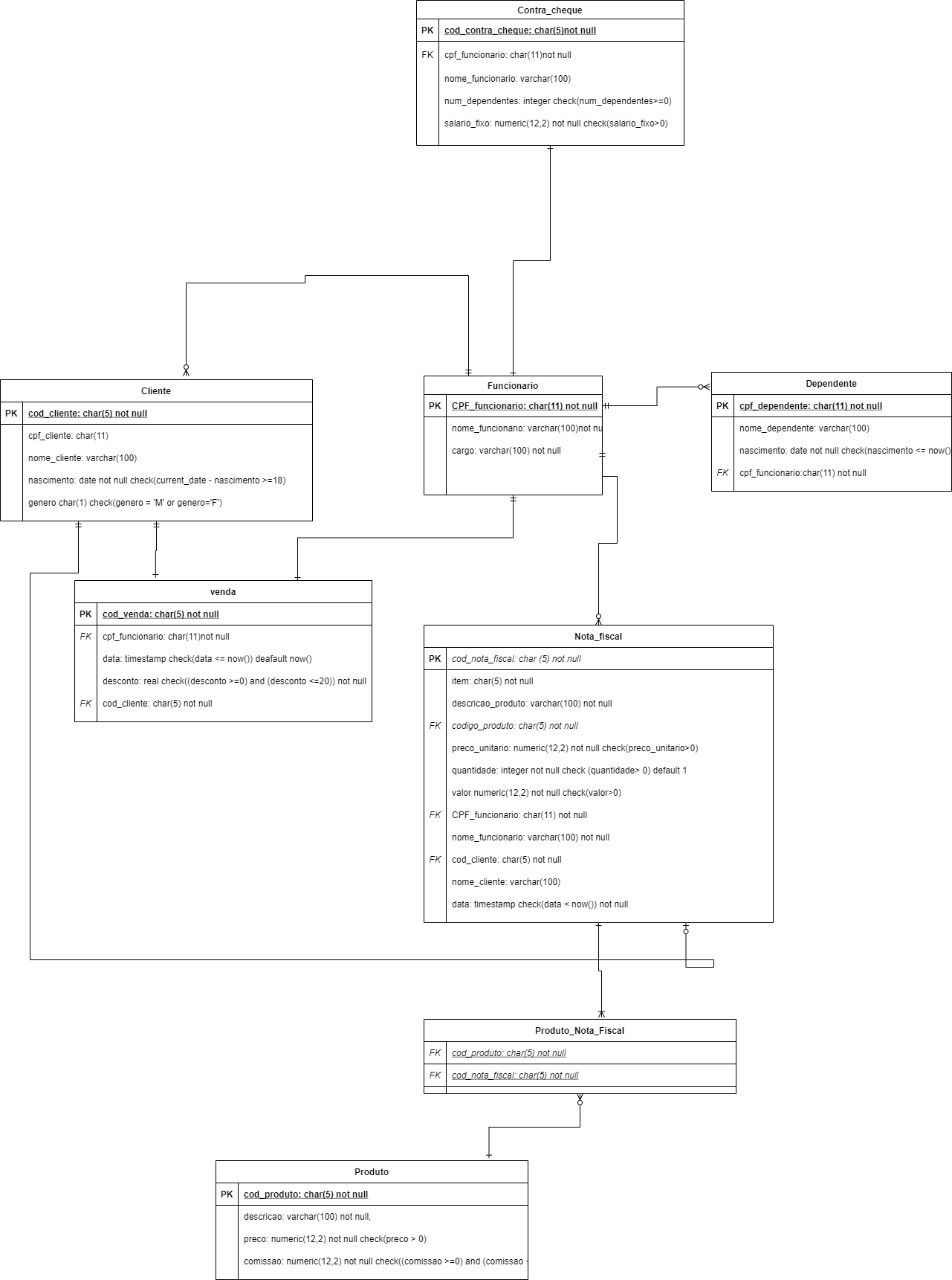 Contra_cheque
PK cod_contra_cheque: char(5)not null
FK cpf_funcionario: char(11)not null
nome_funcionario: varchar(100)
num_dependentes: integer check(num_dependentes>=0)
salario_fixo: numeric(12,2) not null check(salario_fixo>0)
Cliente
PK cod_cliente: char(5) not null
cpf_cliente: char(11)
nome_cliente: varchar(100)
nascimento: date not null check(current_date - nascimento >=18)
genero char(1) check(genero = 'M' or genero='F')
Funcionario
PK CPF_funcionario: char(11) not null
nome_funcionario: varchar(100)not nu
cargo: varchar(100) not null
Dependente
PK cpf_dependente: char(11) not null
nome_dependente: varchar(100)
nascimento: date not null check(nascimento <= now()
FK cpf_funcionario:char(11) not null
venda
PK cod_venda: char(5) not null
FK cpf_funcionario: char(11)not null
data: timestamp check(data <= now()) deafault now()
desconto: real check((desconto >=0) and (desconto <=20)) not null
FK cod_cliente: char(5) not null
Nota_fiscal
PK cod_nota_fiscal: char (5) not null
item: char(5) not null
descricao_produto: varchar(100) not null
FK codigo_produto: char(5) not null
preco_unitario: numeric(12,2) not null check(preco_unitario>0)
quantidade: integer not null check (quantidade> 0) default 1
valor numeric(12,2) not null check(valor>0)
FK CPF_funcionario: char(11) not null
nome_funcionario: varchar(100) not null
FK cod_cliente: char(5) not null
nome_cliente: varchar(100)
data: timestamp check(data < now()) not null
Produto_Nota_Fiscal
FK cod_produto: char(5) not null
FK cod_nota_fiscal: char(5) not null
Produto
PK cod_produto: char(5) not null
descricao: varchar(100) not null,
preco: numeric(12,2) not null check(preco > 0)
comissao: numeric(12,2) not null check((comissao >=0) and (comissao